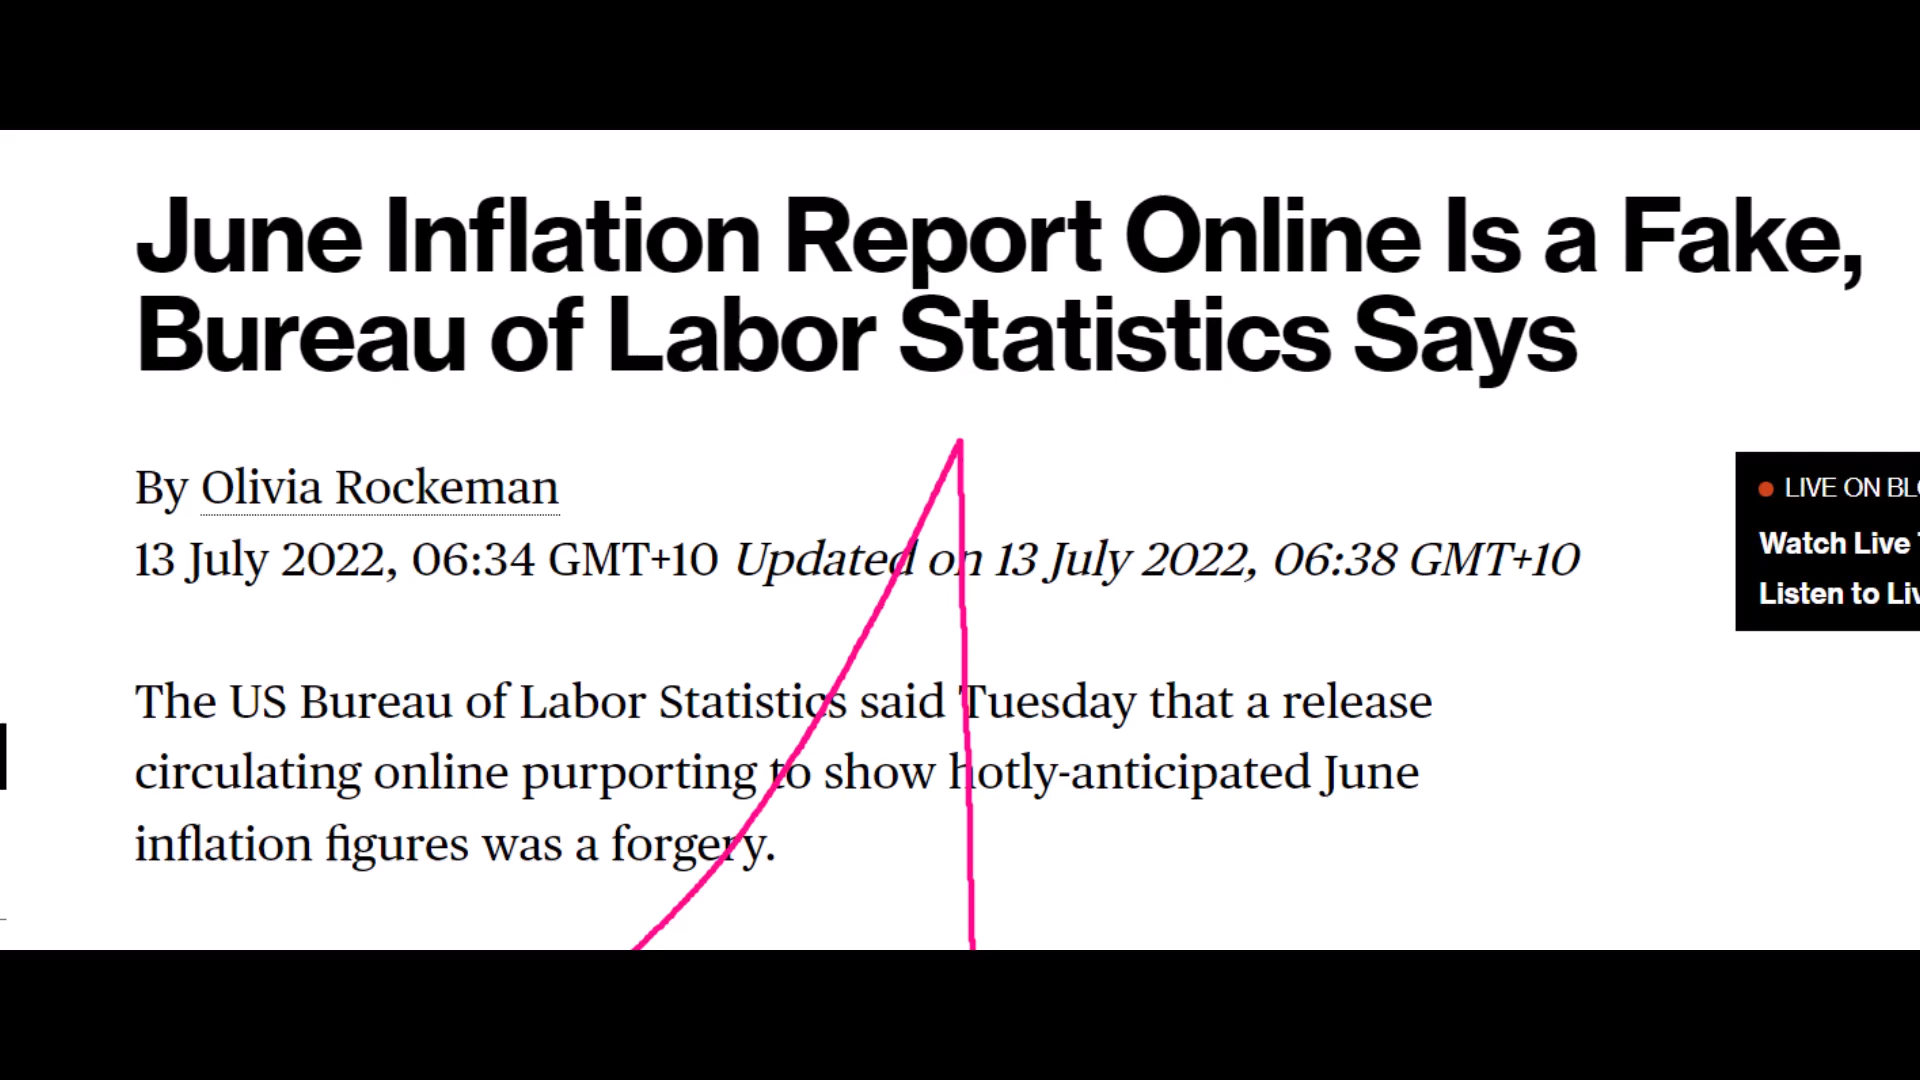 June Inflation Report Online Is a Fake,
Bureau of Labor Statistics Says
By Olivia Rockeman
13 July 2022, 06:34 GMT+10 Updated on 13 July 2022, 06:38 GMT+10
LIVE ON BL
Watch Live
Listen to Liv
The US Bureau of Labor Statistics said Tuesday that a release
circulating online purporting to show hotly-anticipated June
inflation figures was a forgery.